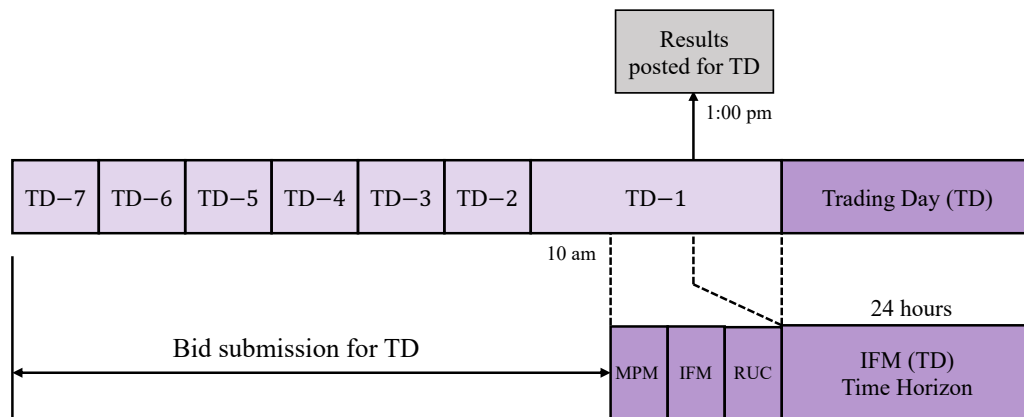 Results
posted for TD
1:00 pm
TD−7
TD−6
TD−5
TD−4
TD−3
TD−2
TD−1
Trading Day (TD)
10 am
24 hours
Bid submission for TD
MPM
IFM
RUC
IFM (TD)
Time Horizon